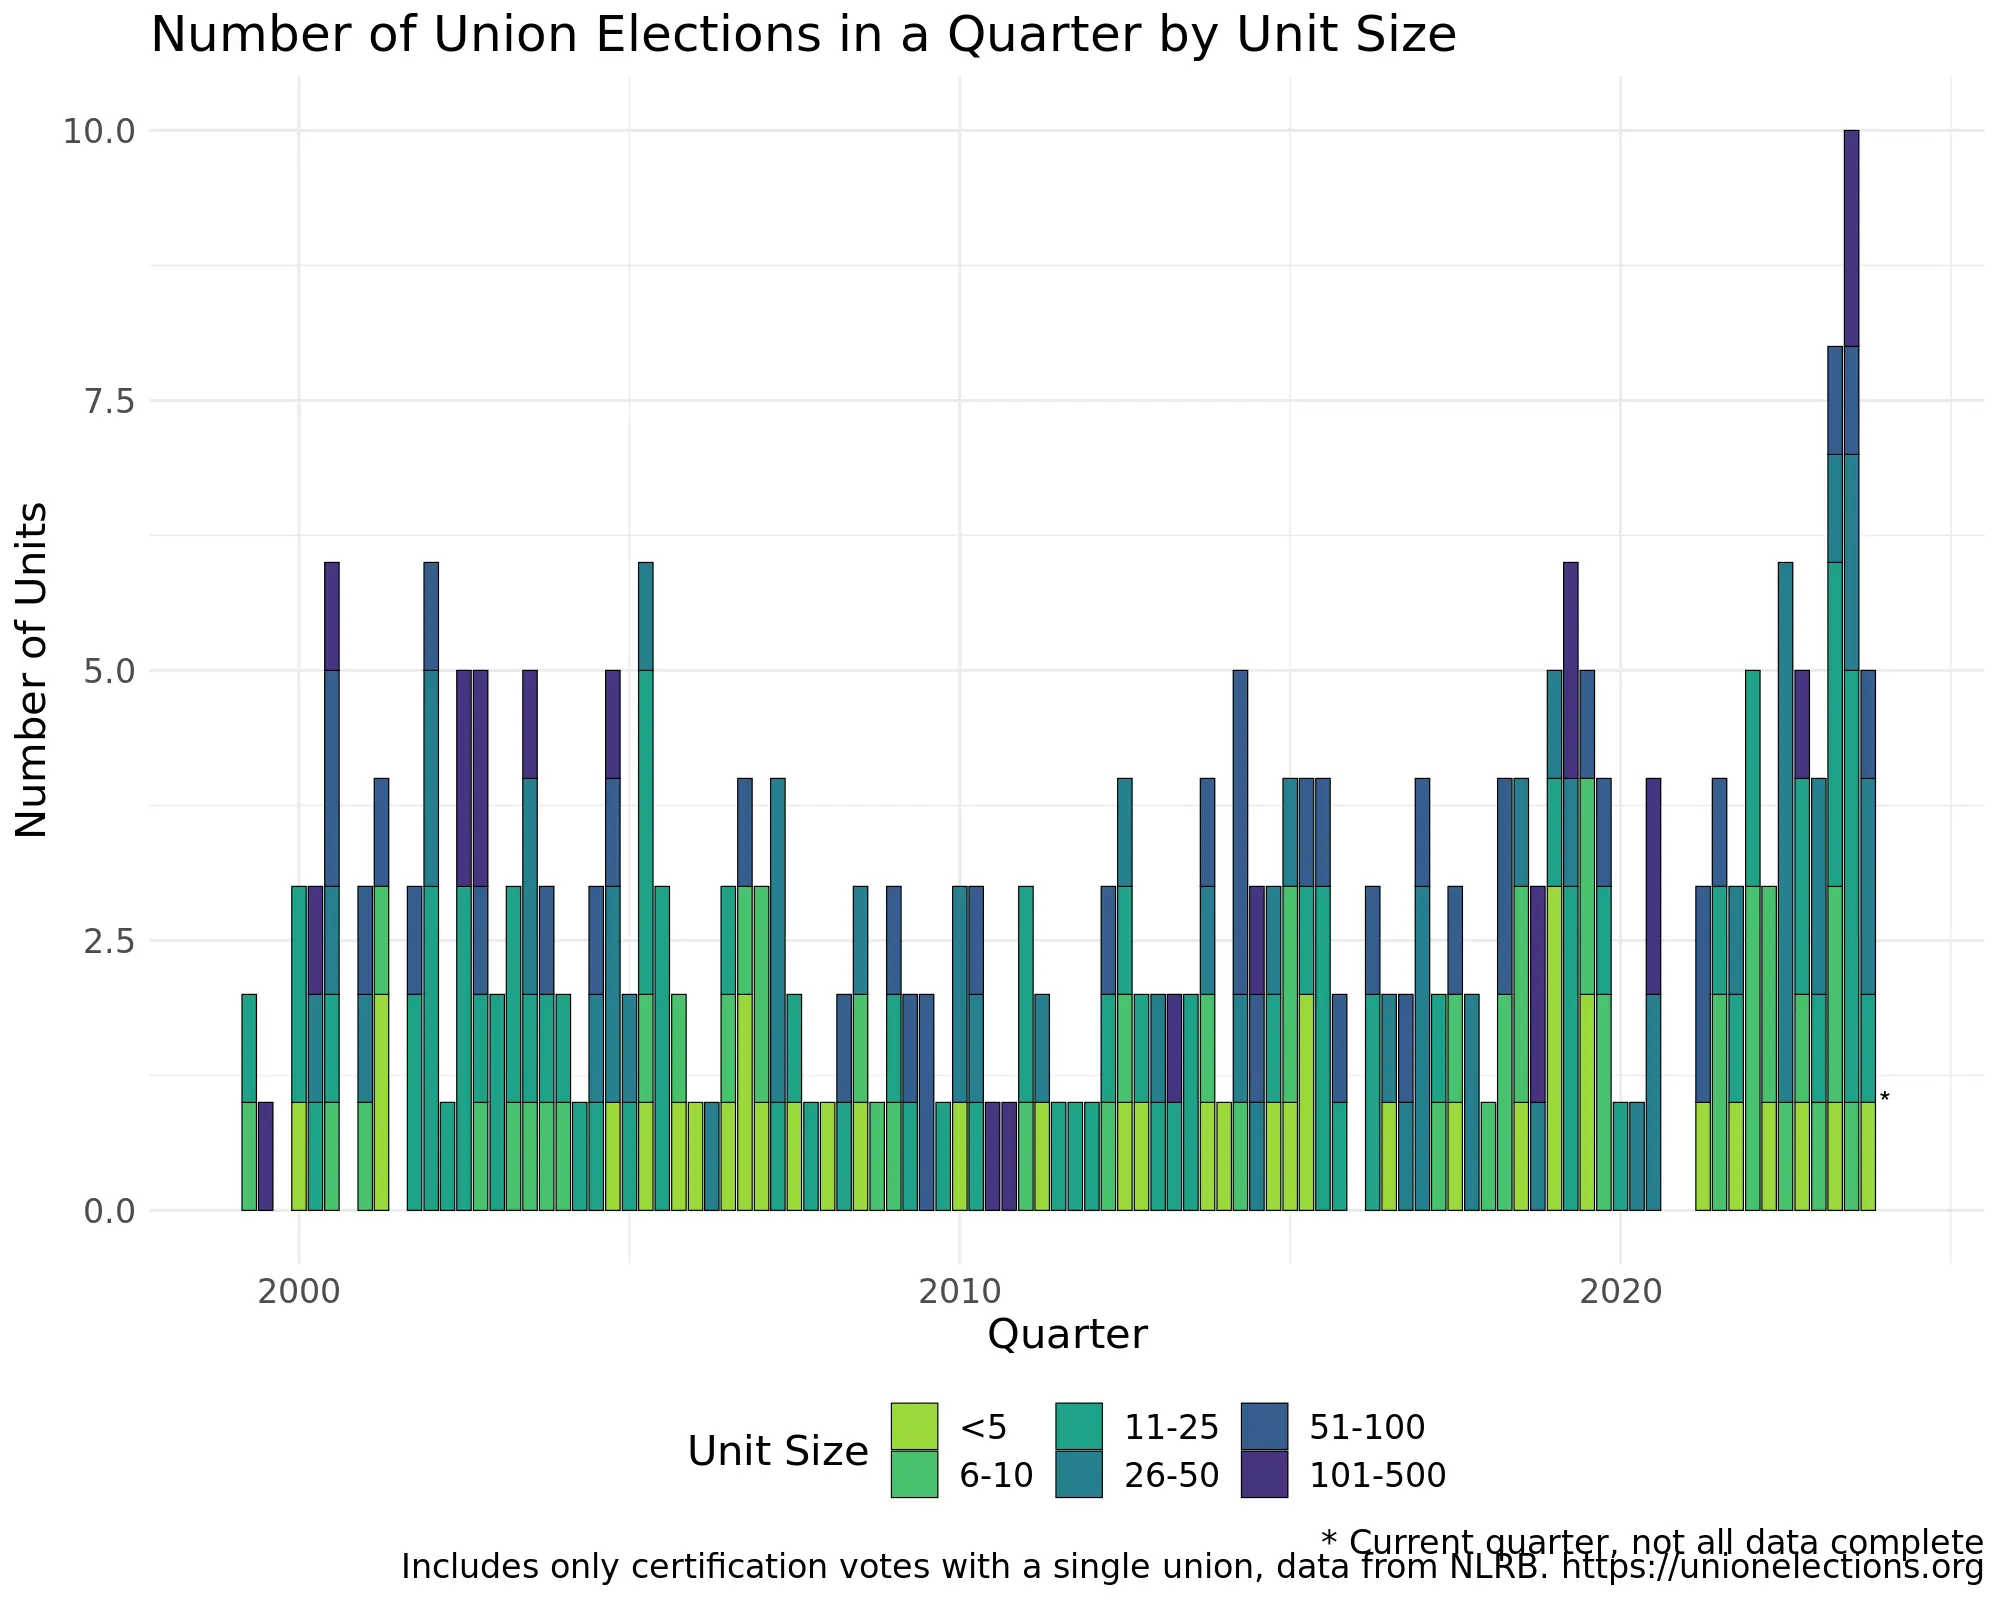 Number of Union Elections in a Quarter by Unit Size
10.0
7.5
5.0
2.5
0.0
Number of Units
*
2000 2010 2020
Quarter
Unit Size
<5 11-25 51-100
6-10 26-50 101-500
* Current quarter, not all data complete
Includes only certification votes with a single union, data from NLRB. https://unionelections.org